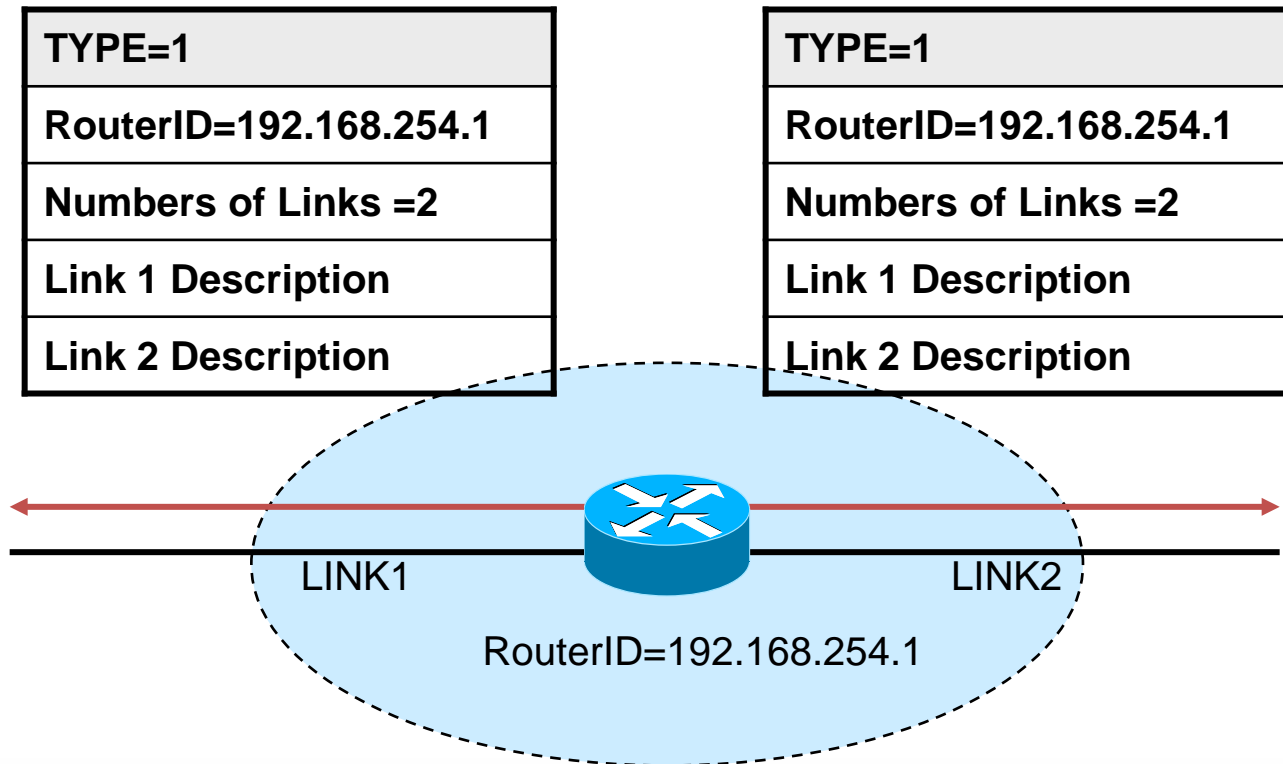 TYPE=1
RouterID=192.168.254.1
Numbers of Links =2
Link 1 Description
Link 2 Description
TYPE=1
RouterID=192.168.254.1
Numbers of Links =2
Link 1 Description
Link 2 Description
LINK1
LINK2
RouterID=192.168.254.1